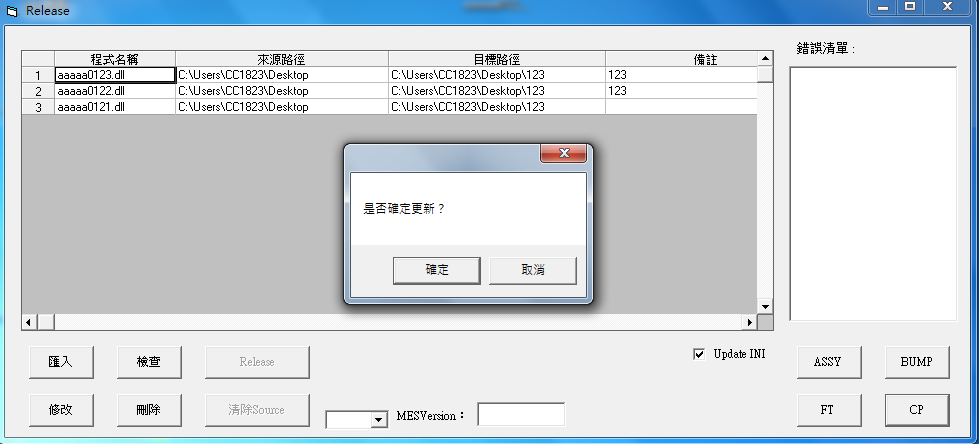 Release
錯誤清單 :
程式名稱 來源路徑 目標路徑 備註
1 aaaaa0123.dll C:\Users\CC1823\Desktop C:\Users\CC1823\Desktop\123 123
2 aaaaa0122.dll C:\Users\CC1823\Desktop C:\Users\CC1823\Desktop\123 123
3 aaaaa0121.dll C:\Users\CC1823\Desktop C:\Users\CC1823\Desktop\123
是否確定更新？
確定 取消
匯入 檢查 Release Update INI ASSY BUMP
修改 刪除 清除Source MESVersion： FT CP